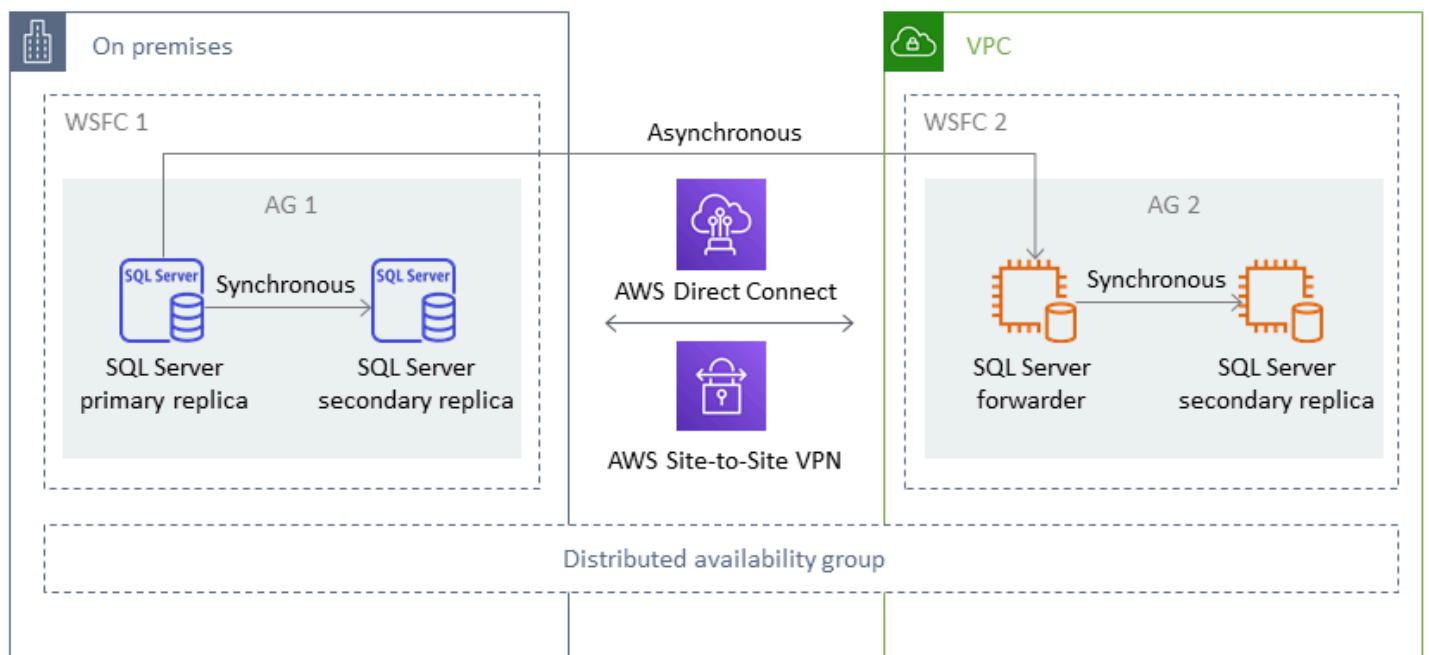 On premises
VPC
WSFC 1
WSFC 2
Asynchronous
AG 1
AG 2
SQL Server
SQL Server
Synchronous
Synchronous
AWS Direct Connect
SQL Server
primary replica
SQL Server
secondary replica
SQL Server
forwarder
SQL Server
secondary replica
AWS Site-to-Site VPN
Distributed availability group